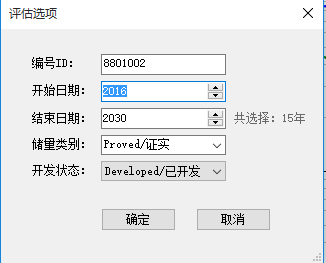 评估选项
编号ID: 8801002
开始日期: 2016
结束日期: 2030 共选择: 15年
储量类别: Proved/证实
开发状态: Developed/已开发
确定 取消